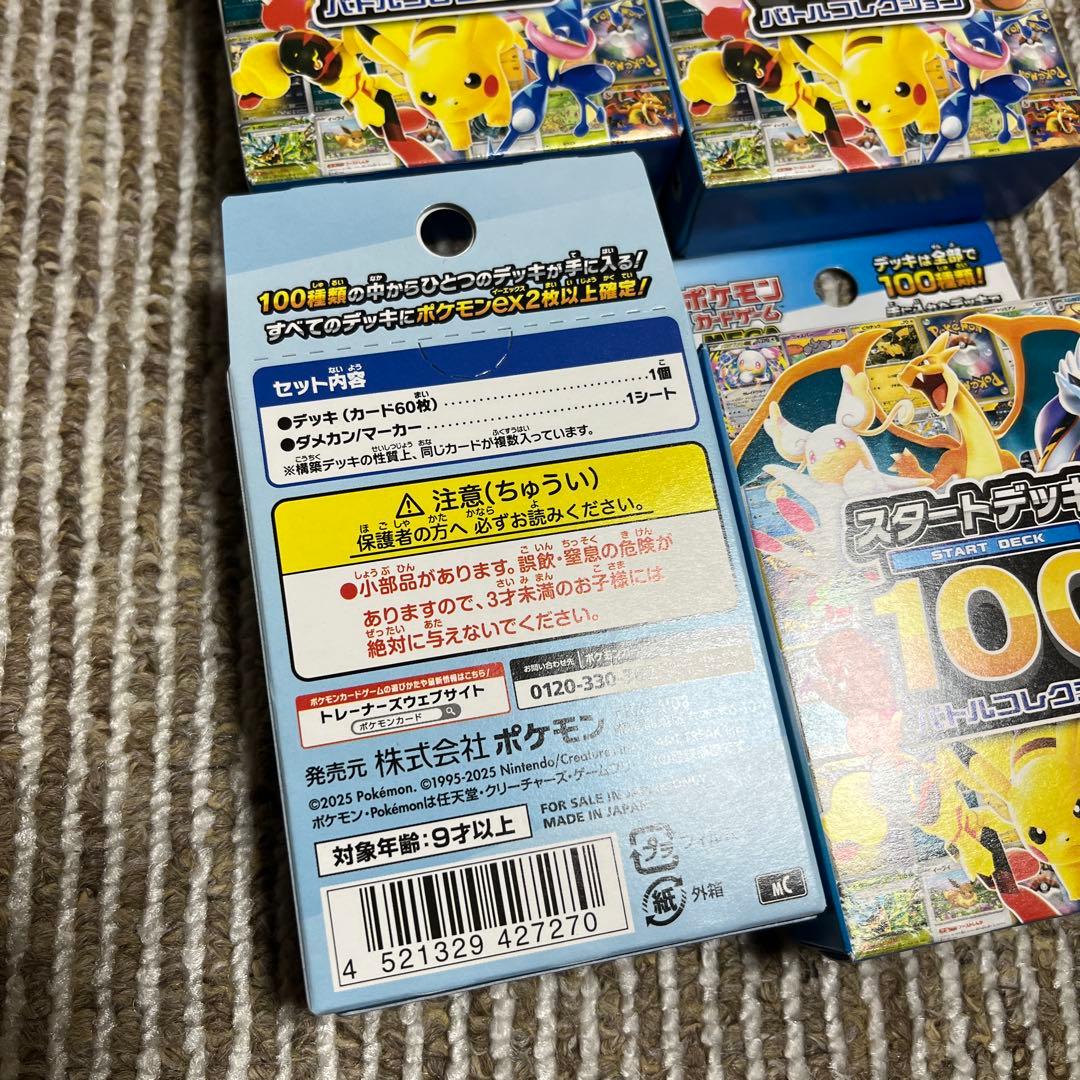 バトルコレクション
バトルコレクション
100種類の中からひとつのデッキが手に入る!
すべてのデッキにポケモンex2枚以上確定!
セット内容
●デッキ(カード60枚) 1個
●ダメカン/マーカー 1シート
※構築デッキの性質上、同じカードが複数入っています。
注意(ちゅうい)
保護者の方へ 必ずお読みください。
●小部品があります。誤飲・窒息の危険が
ありますので、3才未満のお子様には
絶対に与えないでください。
ポケモンカードゲームの遊びかたや最新情報はこちら!
トレーナーズウェブサイト
ポケモンカード
お問い合わせ先
0120-330-
発売元 株式会社ポケモン
©2025 Pokémon. ©1995-2025 Nintendo/Creatures
ポケモン・Pokémonは任天堂・クリーチャーズ・ゲームフリ
FOR SALE IN JAPAN ONLY
MADE IN JAPAN
対象年齢:9才以上
プラ
紙 外箱
MC
4 521329 427270
ポケモン
カードゲーム
デッキは全部で
100種類!
スタートデッキ
START DECK
100
バトルコレクション